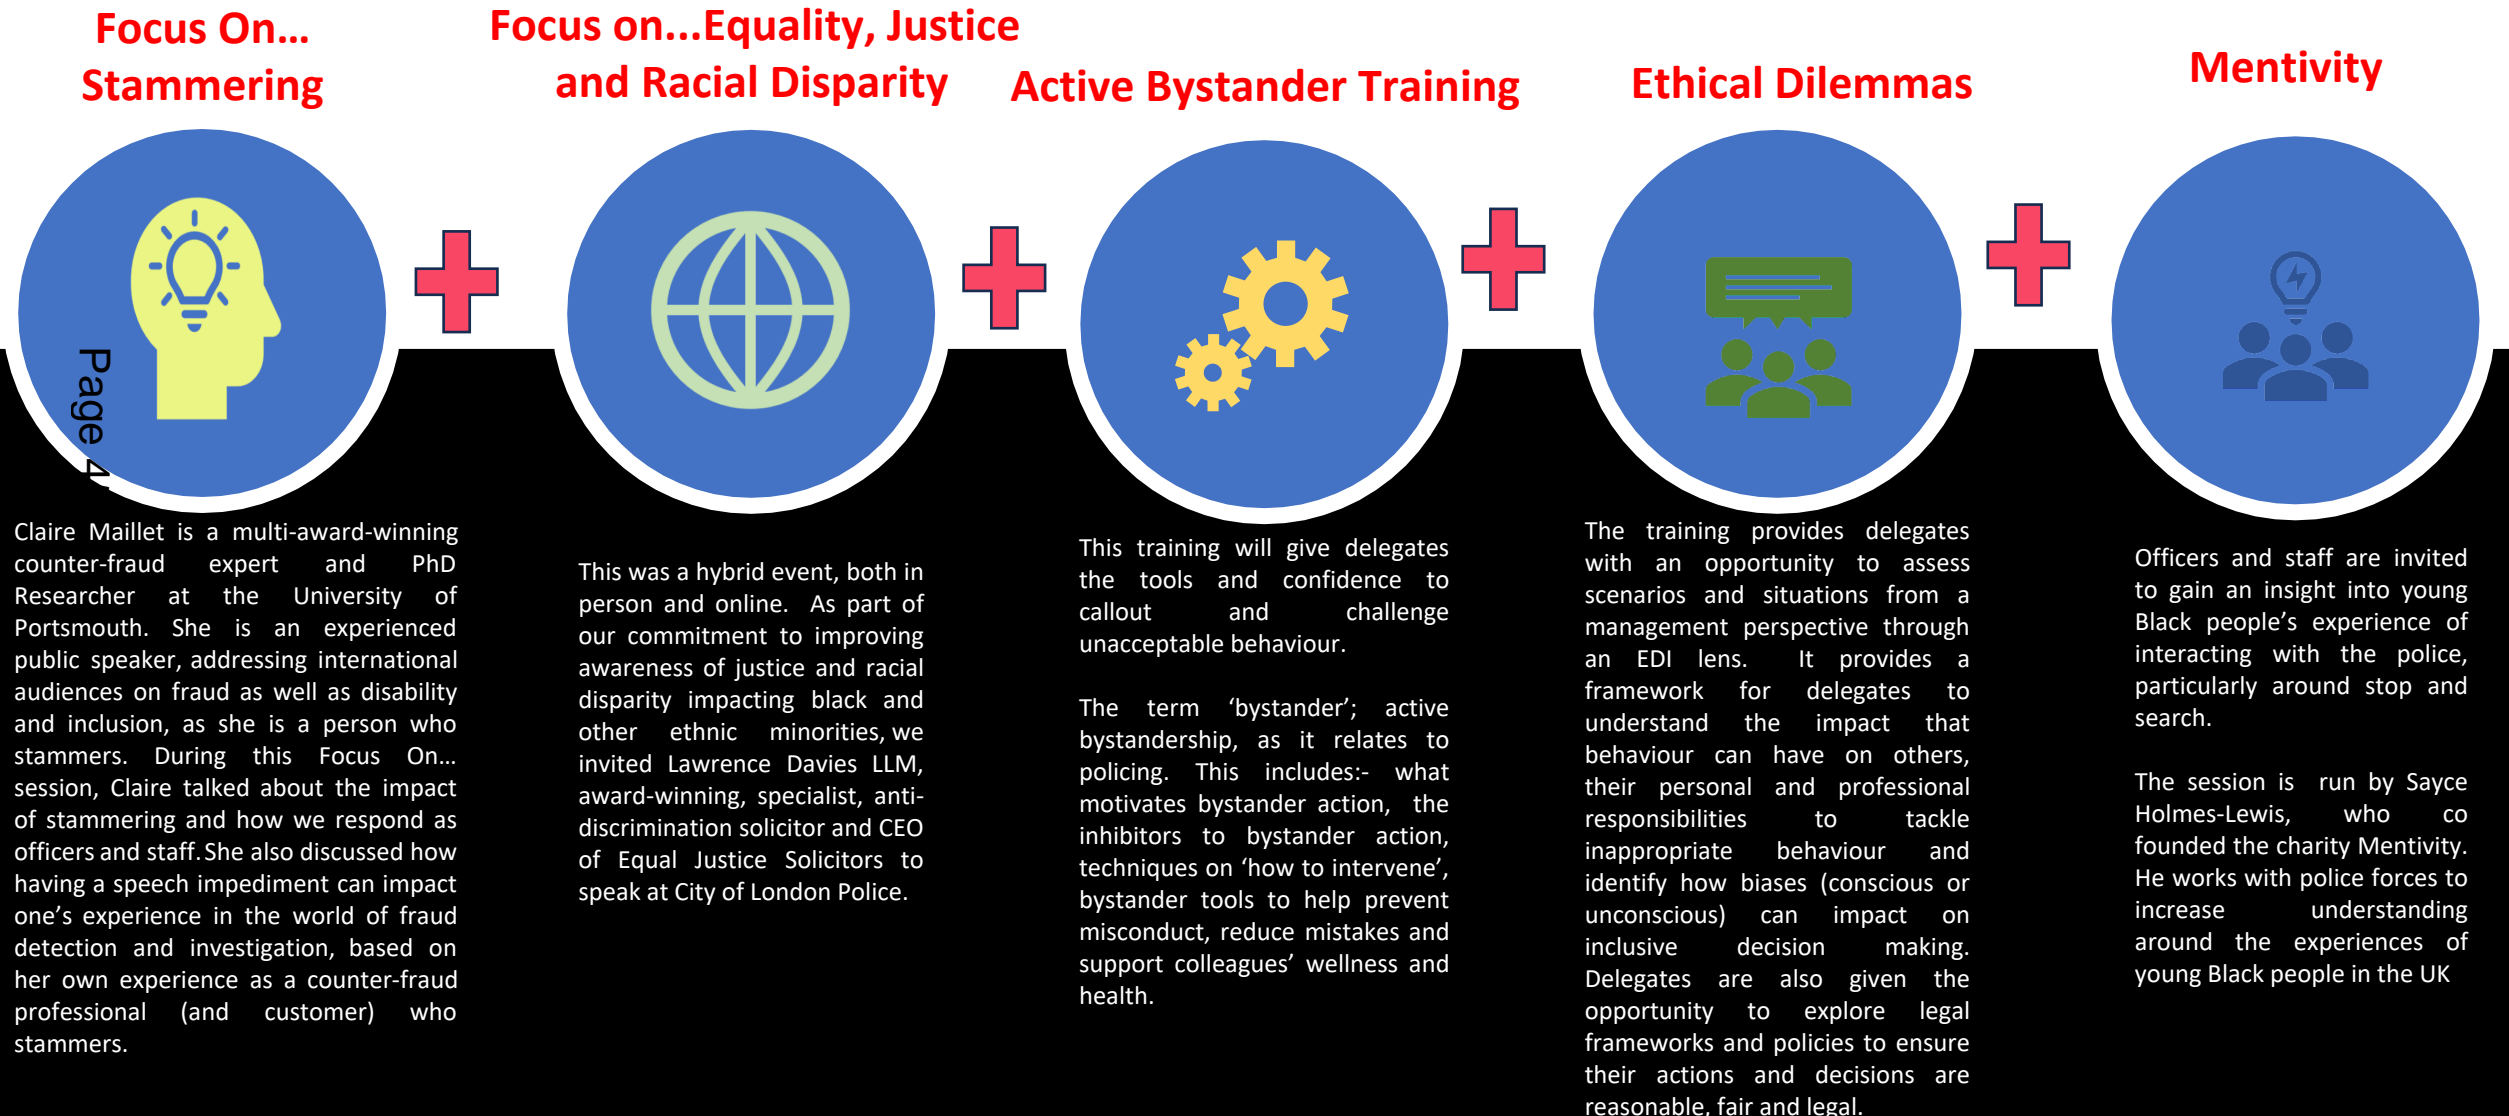 Focus On...
Stammering
Focus on...Equality, Justice
and Racial Disparity
Active Bystander Training
Ethical Dilemmas
Mentivity
Page 4
Claire Maillet is a multi-award-winning
counter-fraud expert and PhD
Researcher at the University of
Portsmouth. She is an experienced
public speaker, addressing international
audiences on fraud as well as disability
and inclusion, as she is a person who
stammers. During this Focus On...
session, Claire talked about the impact
of stammering and how we respond as
officers and staff. She also discussed how
having a speech impediment can impact
one’s experience in the world of fraud
detection and investigation, based on
her own experience as a counter-fraud
professional (and customer) who
stammers.
This was a hybrid event, both in
person and online. As part of
our commitment to improving
awareness of justice and racial
disparity impacting black and
other ethnic minorities, we
invited Lawrence Davies LLM,
award-winning, specialist, anti-
discrimination solicitor and CEO
of Equal Justice Solicitors to
speak at City of London Police.
This training will give delegates
the tools and confidence to
callout and challenge
unacceptable behaviour.
The term ‘bystander’; active
bystandership, as it relates to
policing. This includes:- what
motivates bystander action, the
inhibitors to bystander action,
techniques on ‘how to intervene’,
bystander tools to help prevent
misconduct, reduce mistakes and
support colleagues’ wellness and
health.
The training provides delegates
with an opportunity to assess
scenarios and situations from a
management perspective through
an EDI lens. It provides a
framework for delegates to
understand the impact that
behaviour can have on others,
their personal and professional
responsibilities to tackle
inappropriate behaviour and
identify how biases (conscious or
unconscious) can impact on
inclusive decision making.
Delegates are also given the
opportunity to explore legal
frameworks and policies to ensure
their actions and decisions are
reasonable, fair and legal.
Officers and staff are invited
to gain an insight into young
Black people’s experience of
interacting with the police,
particularly around stop and
search.
The session is run by Sayce
Holmes-Lewis, who co
founded the charity Mentivity.
He works with police forces to
increase understanding
around the experiences of
young Black people in the UK